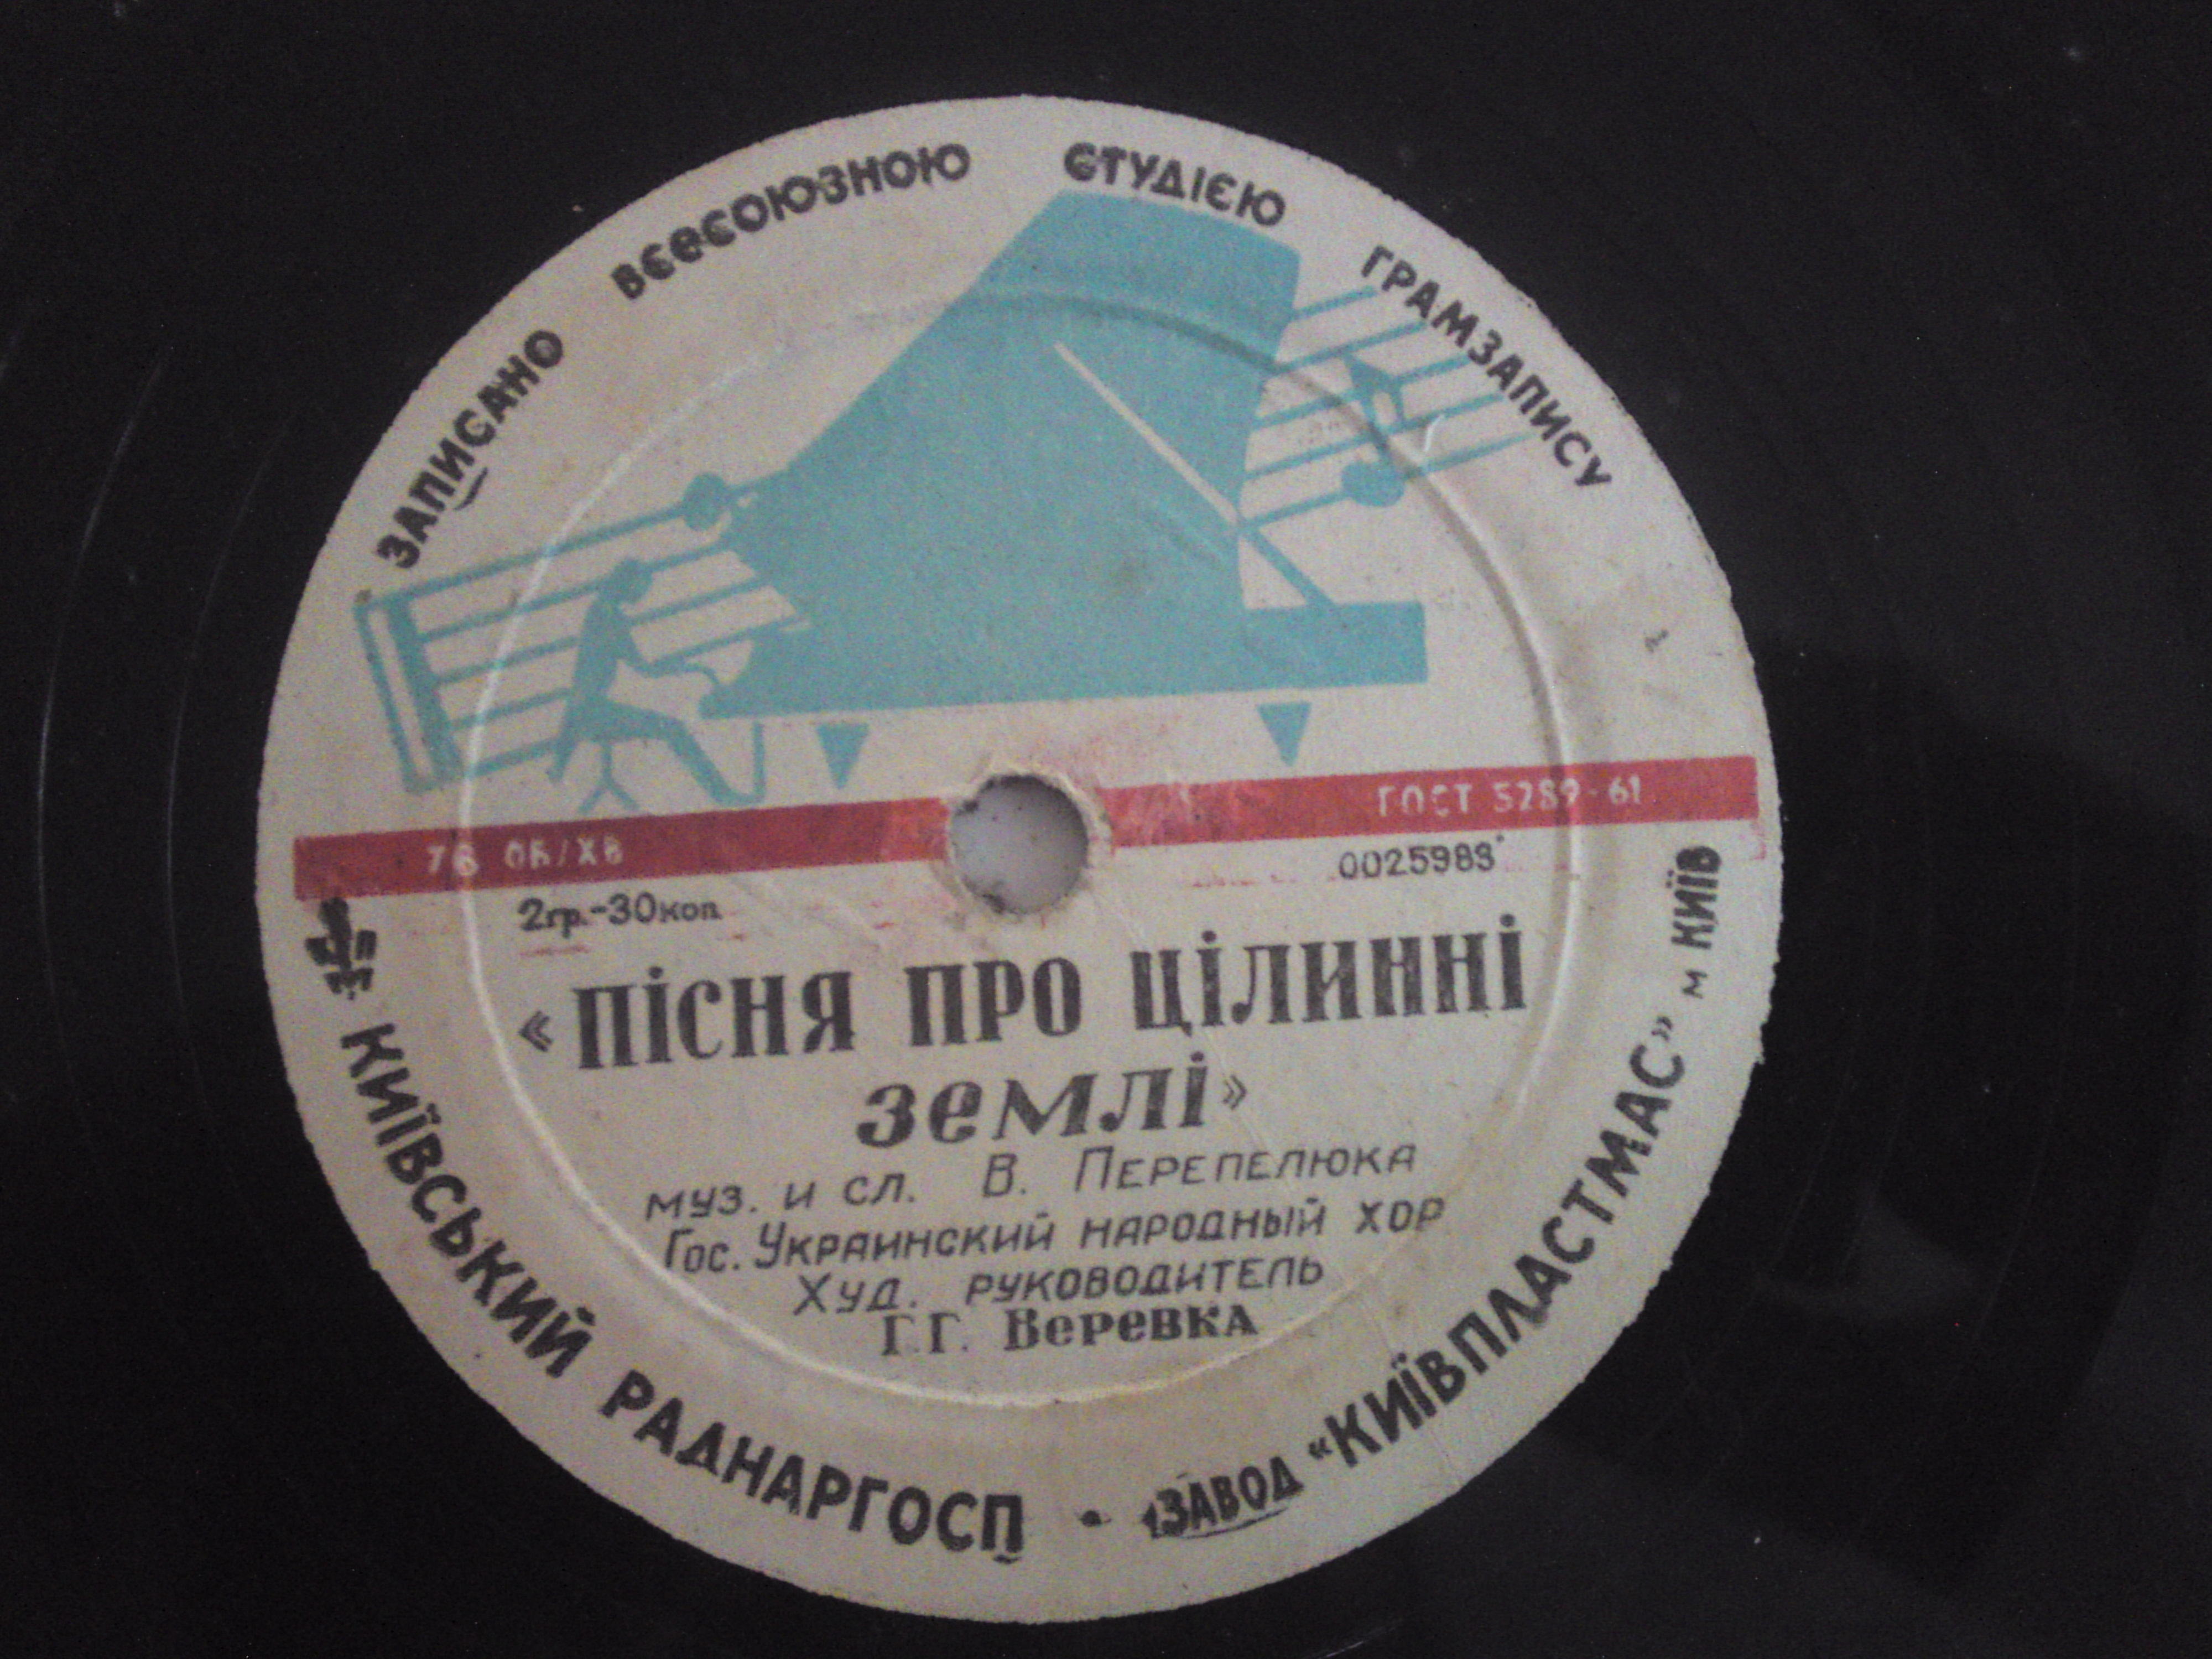 ЗАПИСАНО ВСЕСОЮЗНОЮ СТУДІЄЮ ГРАМЗАПИСУ
78 ОБ/ХВ
ГОСТ 5289-61
2гр.-30коп.
0025989
«ПІСНЯ ПРО ЦІЛИННІ
ЗЕМЛІ»
муз. и сл. В. Перепелюка
Гос. Украинский народный хор
Худ. руководитель
Г.Г. Веревка
КИЇВСЬКИЙ РАДНАРГОСП • ЗАВОД «КИЇВПЛАСТМАС» м КИЇВ